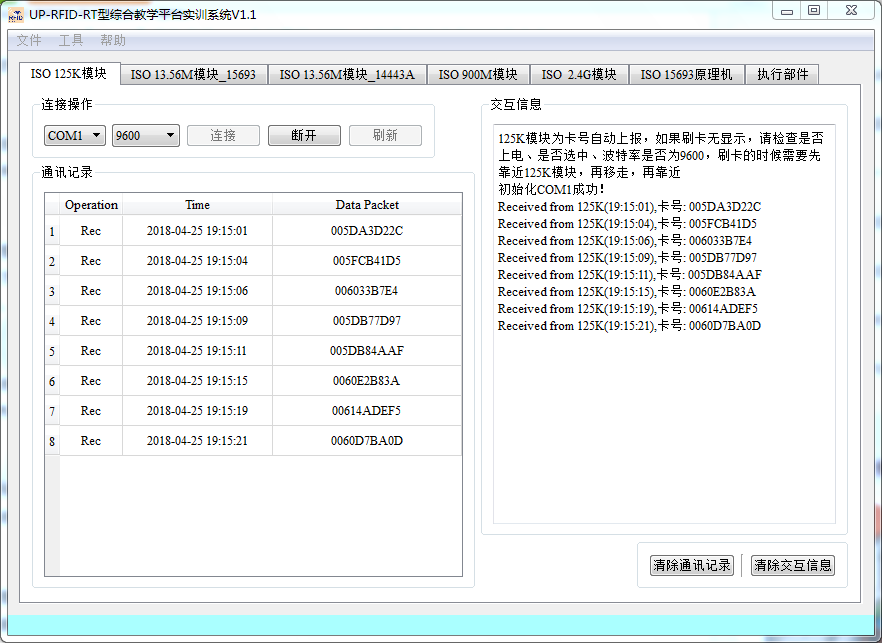 UP-RFID-RT型综合教学平台实训系统V1.1
文件 工具 帮助
ISO 125K模块 ISO 13.56M模块_15693 ISO 13.56M模块_14443A ISO 900M模块 ISO 2.4G模块 ISO 15693原理机 执行部件
连接操作
COM1 9600 连接 断开 刷新
通讯记录
Operation Time Data Packet
1 Rec 2018-04-25 19:15:01 005DA3D22C
2 Rec 2018-04-25 19:15:04 005FCB41D5
3 Rec 2018-04-25 19:15:06 006033B7E4
4 Rec 2018-04-25 19:15:09 005DB77D97
5 Rec 2018-04-25 19:15:11 005DB84AAF
6 Rec 2018-04-25 19:15:15 0060E2B83A
7 Rec 2018-04-25 19:15:19 00614ADEF5
8 Rec 2018-04-25 19:15:21 0060D7BA0D
交互信息
125K模块为卡号自动上报，如果刷卡无显示，请检查是否
上电、是否选中、波特率是否为9600，刷卡的时候需要先
靠近125K模块，再移走，再靠近
初始化COM1成功！
Received from 125K(19:15:01),卡号: 005DA3D22C
Received from 125K(19:15:04),卡号: 005FCB41D5
Received from 125K(19:15:06),卡号: 006033B7E4
Received from 125K(19:15:09),卡号: 005DB77D97
Received from 125K(19:15:11),卡号: 005DB84AAF
Received from 125K(19:15:15),卡号: 0060E2B83A
Received from 125K(19:15:19),卡号: 00614ADEF5
Received from 125K(19:15:21),卡号: 0060D7BA0D
清除通讯记录 清除交互信息